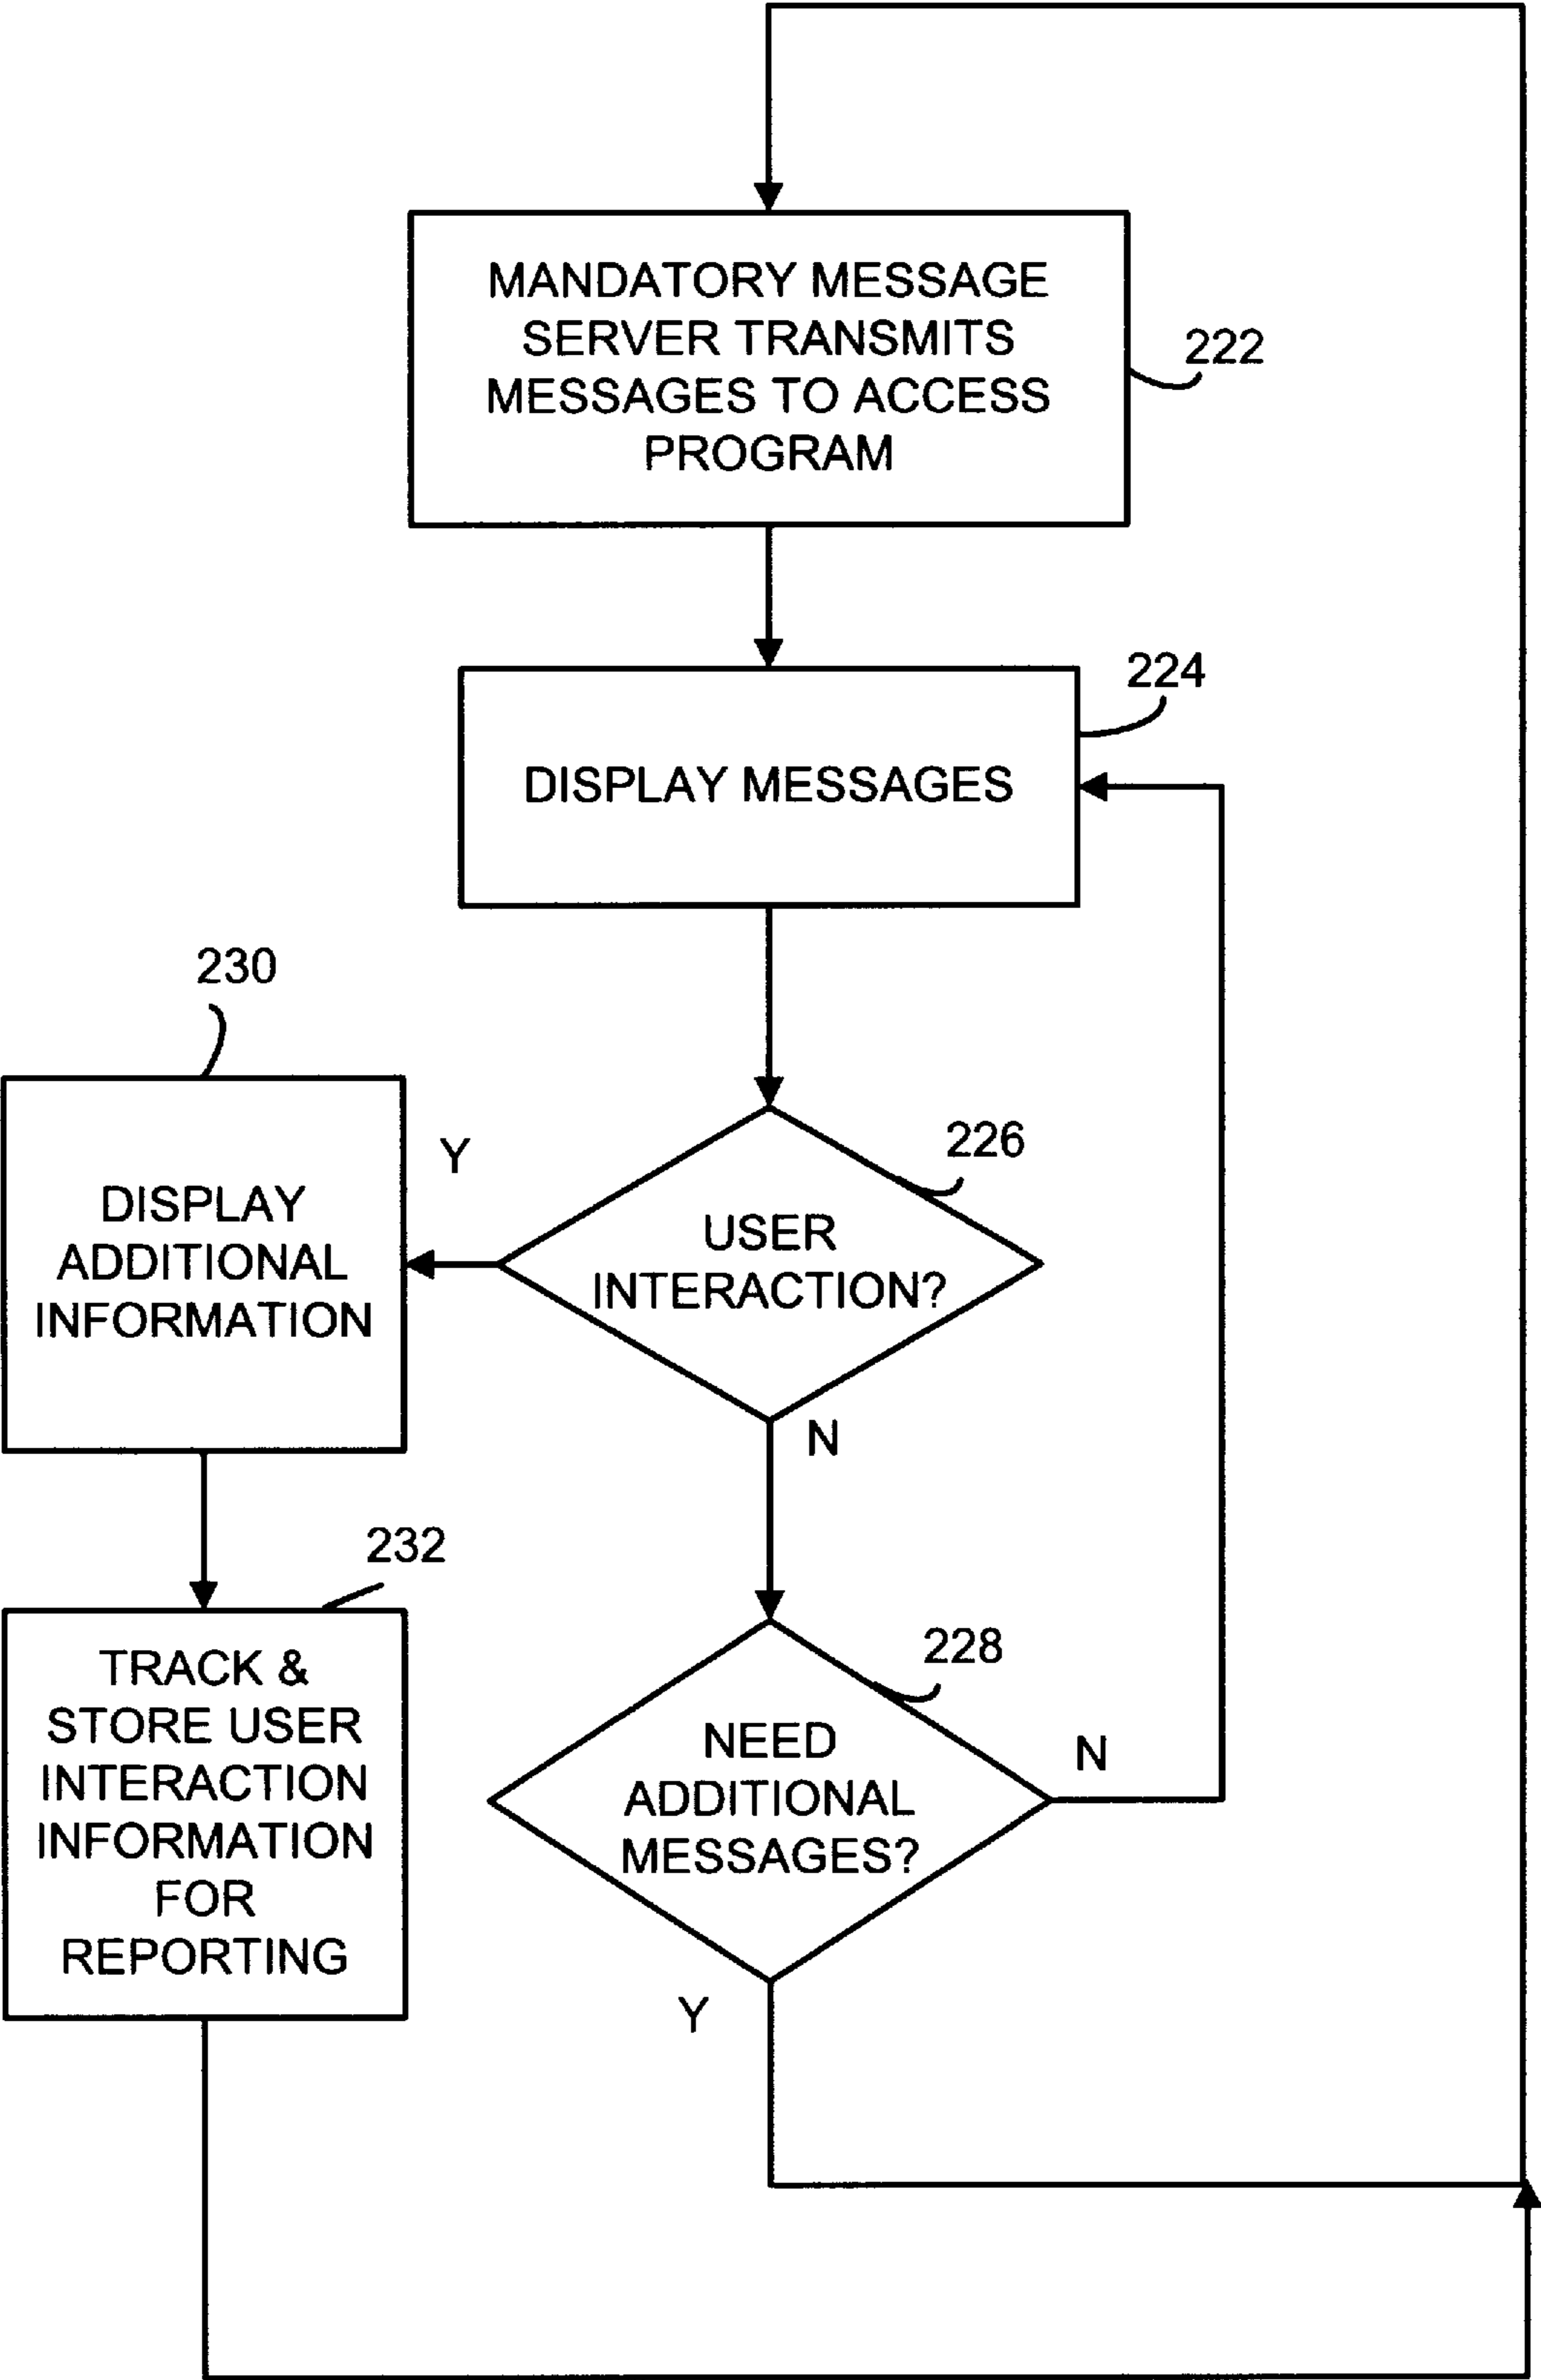 MANDATORY MESSAGE
SERVER TRANSMITS
MESSAGES TO ACCESS
PROGRAM
222
224
DISPLAY MESSAGES
230
226
Y
DISPLAY
ADDITIONAL
INFORMATION
USER
INTERACTION?
N
232
228
TRACK &
STORE USER
INTERACTION
INFORMATION
FOR
REPORTING
NEED
ADDITIONAL
MESSAGES?
N
Y